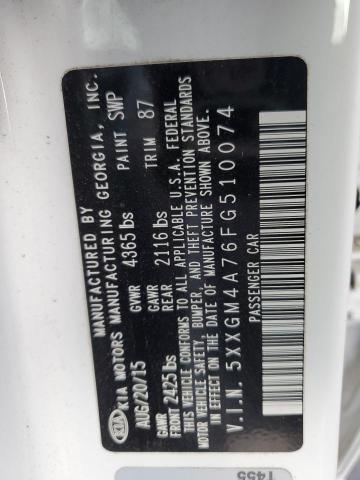 MANUFACTURED BY
KIA KIA MOTORS MANUFACTURING GEORGIA, INC.
AUG/20/15 GVWR 4365 lbs PAINT SWP
GAWR FRONT 2425 lbs GAWR REAR 2116 lbs TRIM 87
THIS VEHICLE CONFORMS TO ALL APPLICABLE U.S.A. FEDERAL
MOTOR VEHICLE SAFETY, BUMPER, AND THEFT PREVENTION STANDARDS
IN EFFECT ON THE DATE OF MANUFACTURE SHOWN ABOVE.
V.I.N. 5XXGM4A76FG510074
PASSENGER CAR
1455